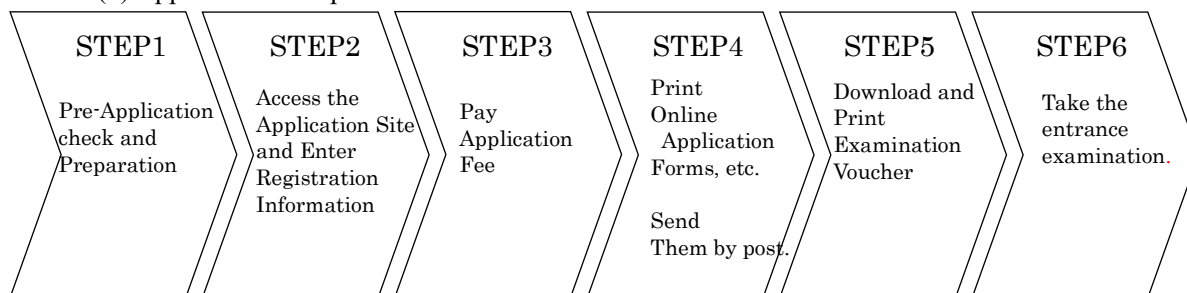 STEP1
Pre-Application
check and
Preparation
STEP2
Access the
Application Site
and Enter
Registration
Information
STEP3
Pay
Application
Fee
STEP4
Print
Online
Application
Forms, etc.
Send
Them by post.
STEP5
Download and
Print
Examination
Voucher
STEP6
Take the
entrance
examination.